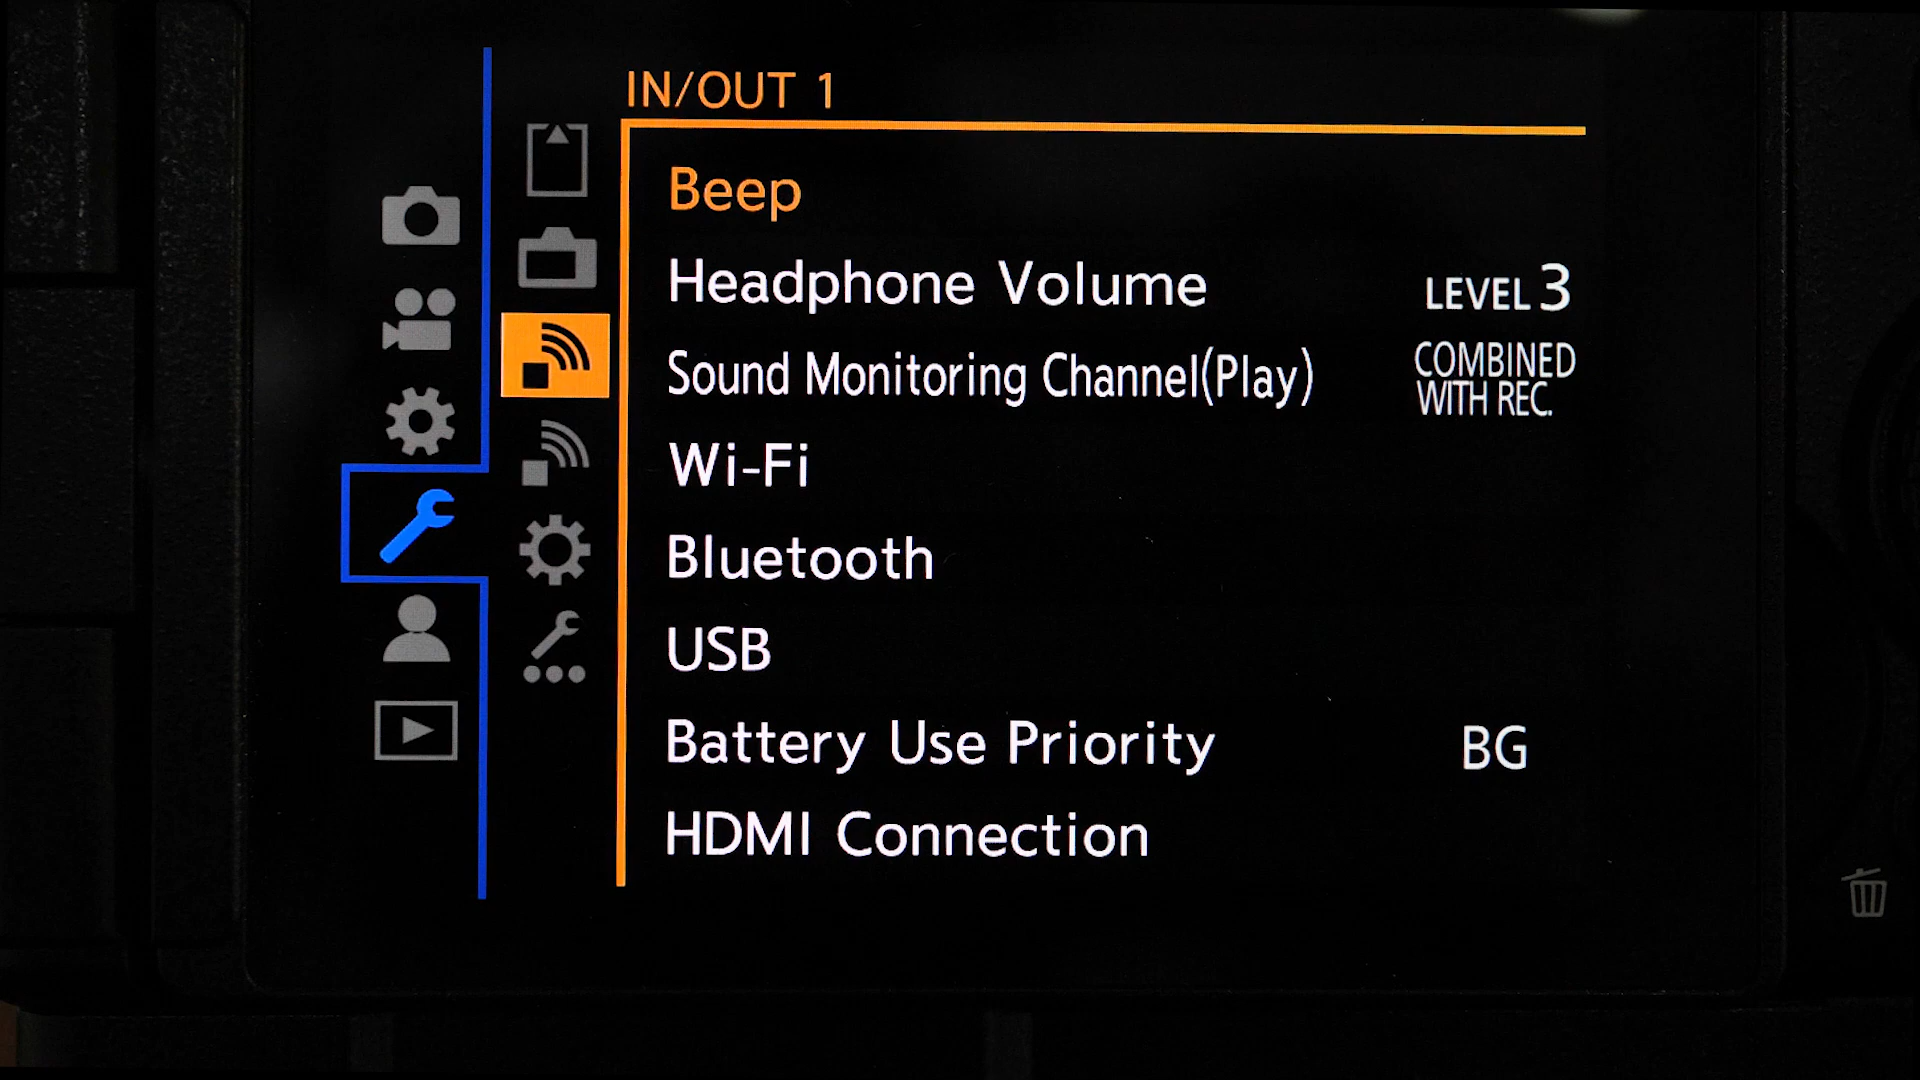 IN/OUT 1
Beep
Headphone Volume LEVEL 3
Sound Monitoring Channel(Play) COMBINED WITH REC.
Wi-Fi
Bluetooth
USB
Battery Use Priority BG
HDMI Connection